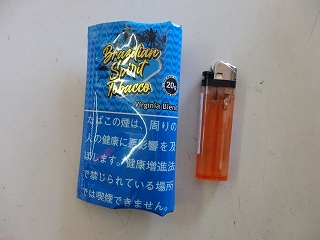 Brazilian
Spirit
Tobacco
20g
Virginia Blend
たばこの煙は、周りの
人の健康に悪影響を及
ぼします。健康増進法
で禁じられている場所
では喫煙できません。